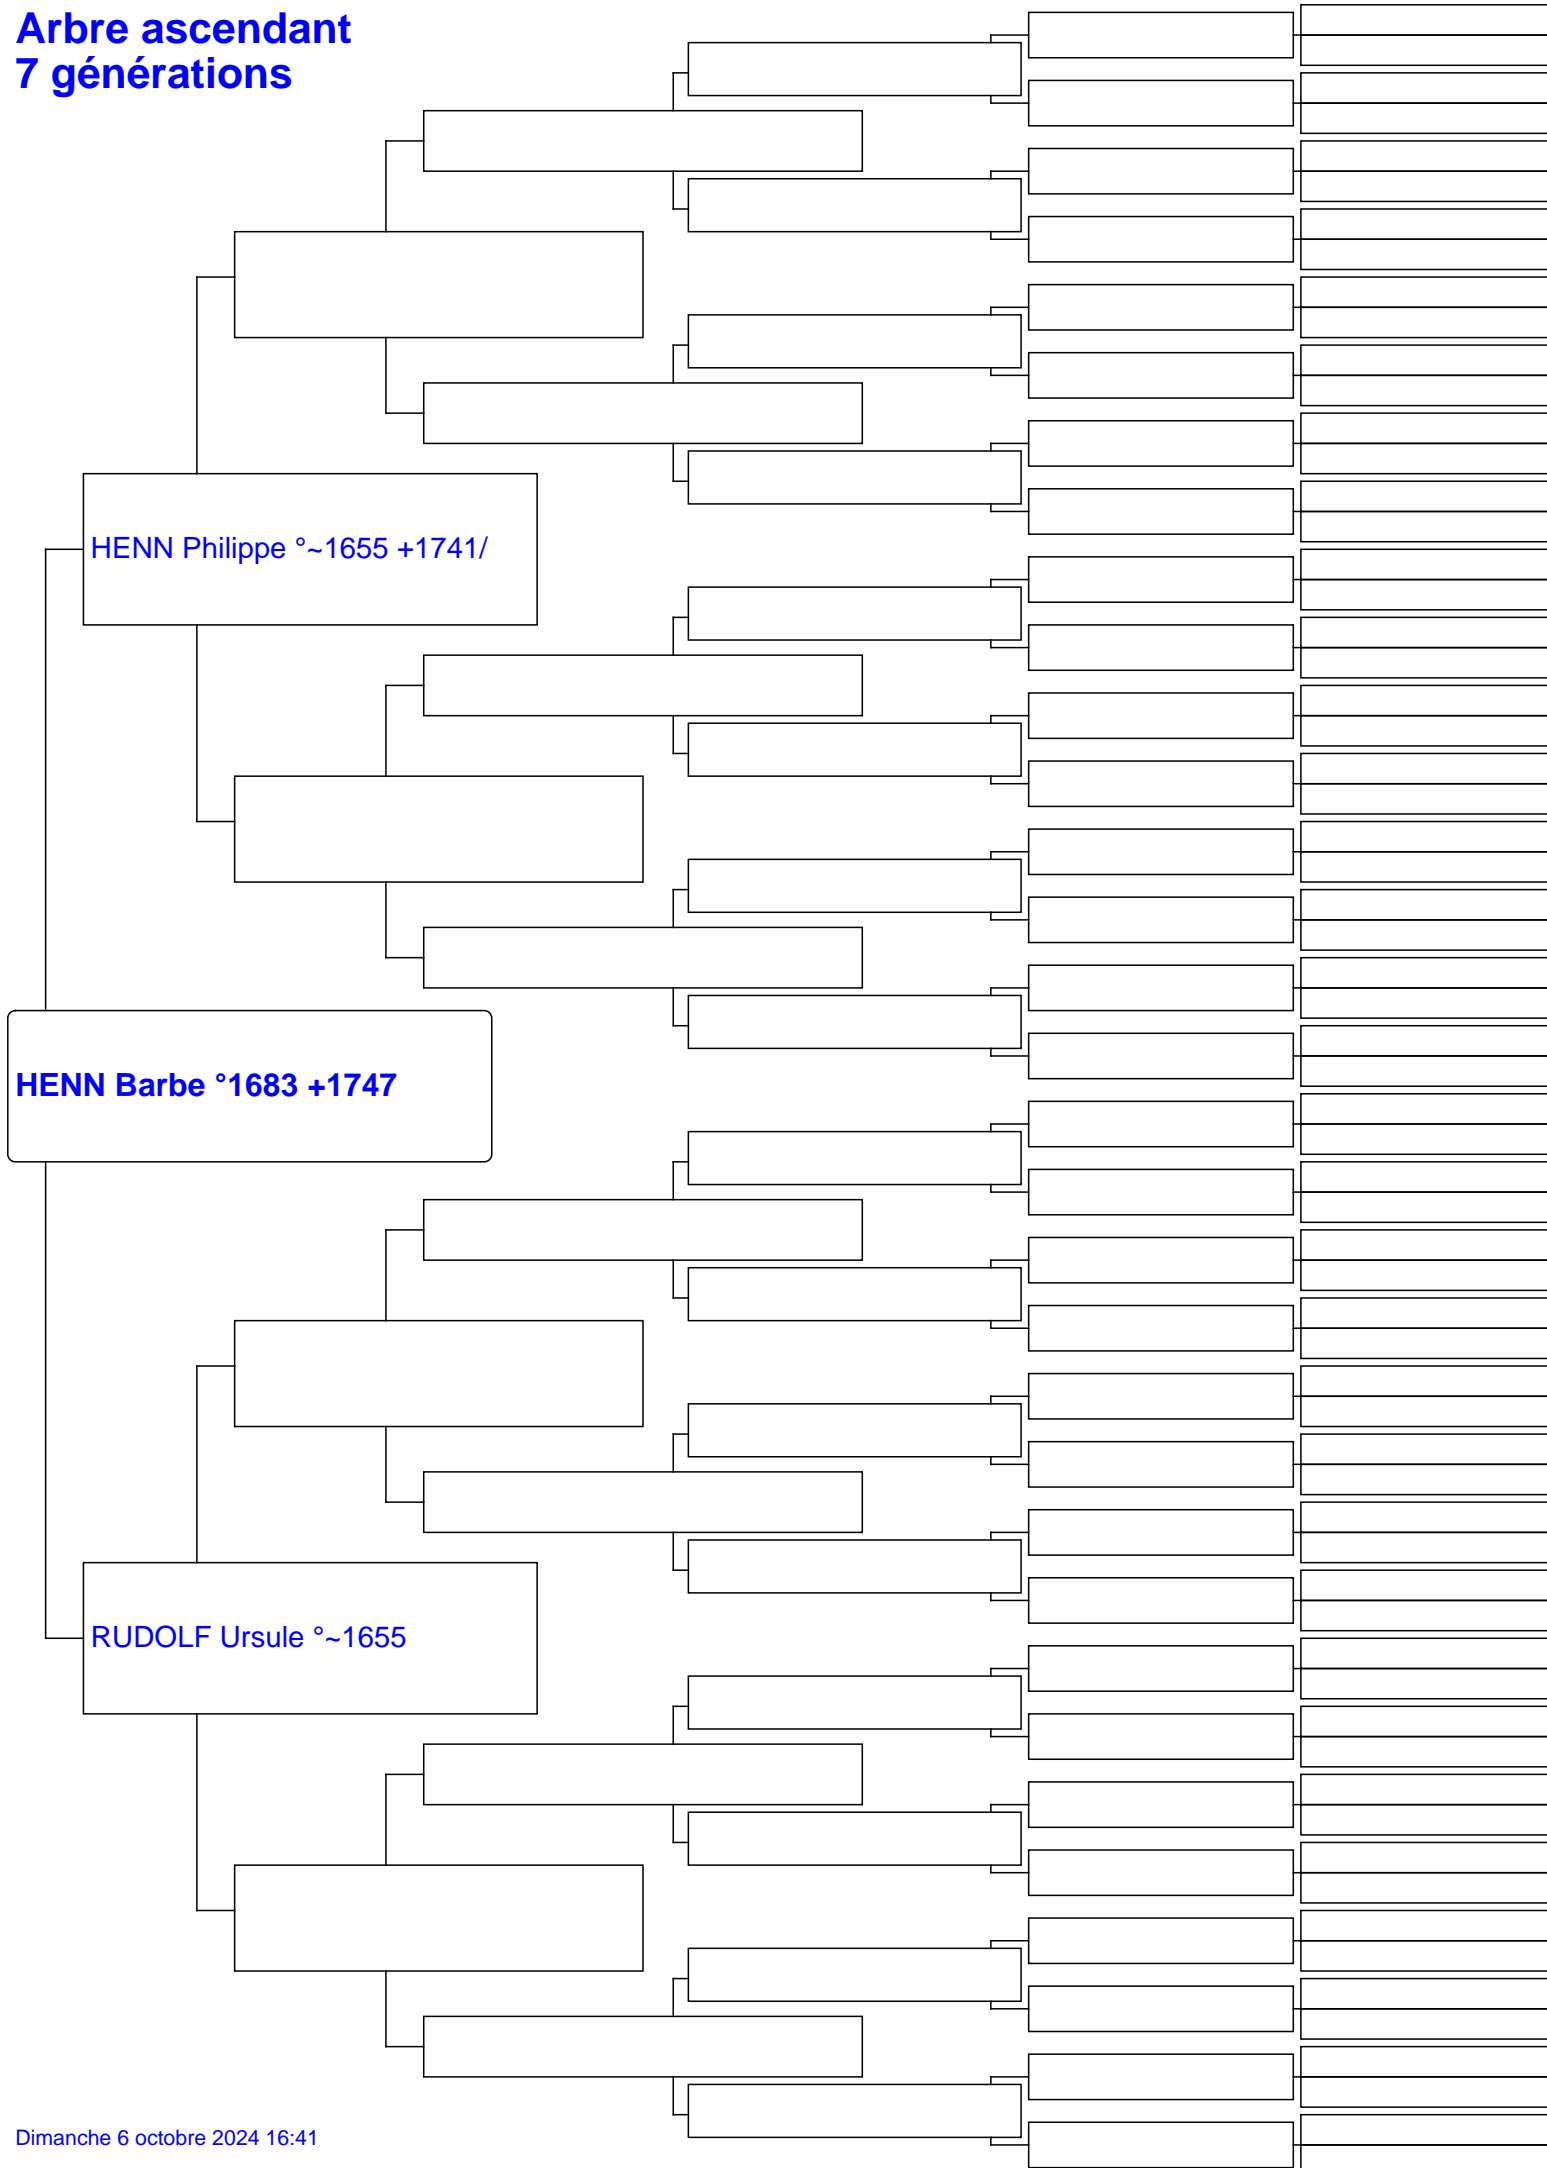 Arbre ascendant
7 générations
HENN Philippe °~1655 +1741/
HENN Barbe °1683 +1747
RUDOLF Ursule °~1655
Dimanche 6 octobre 2024 16:41